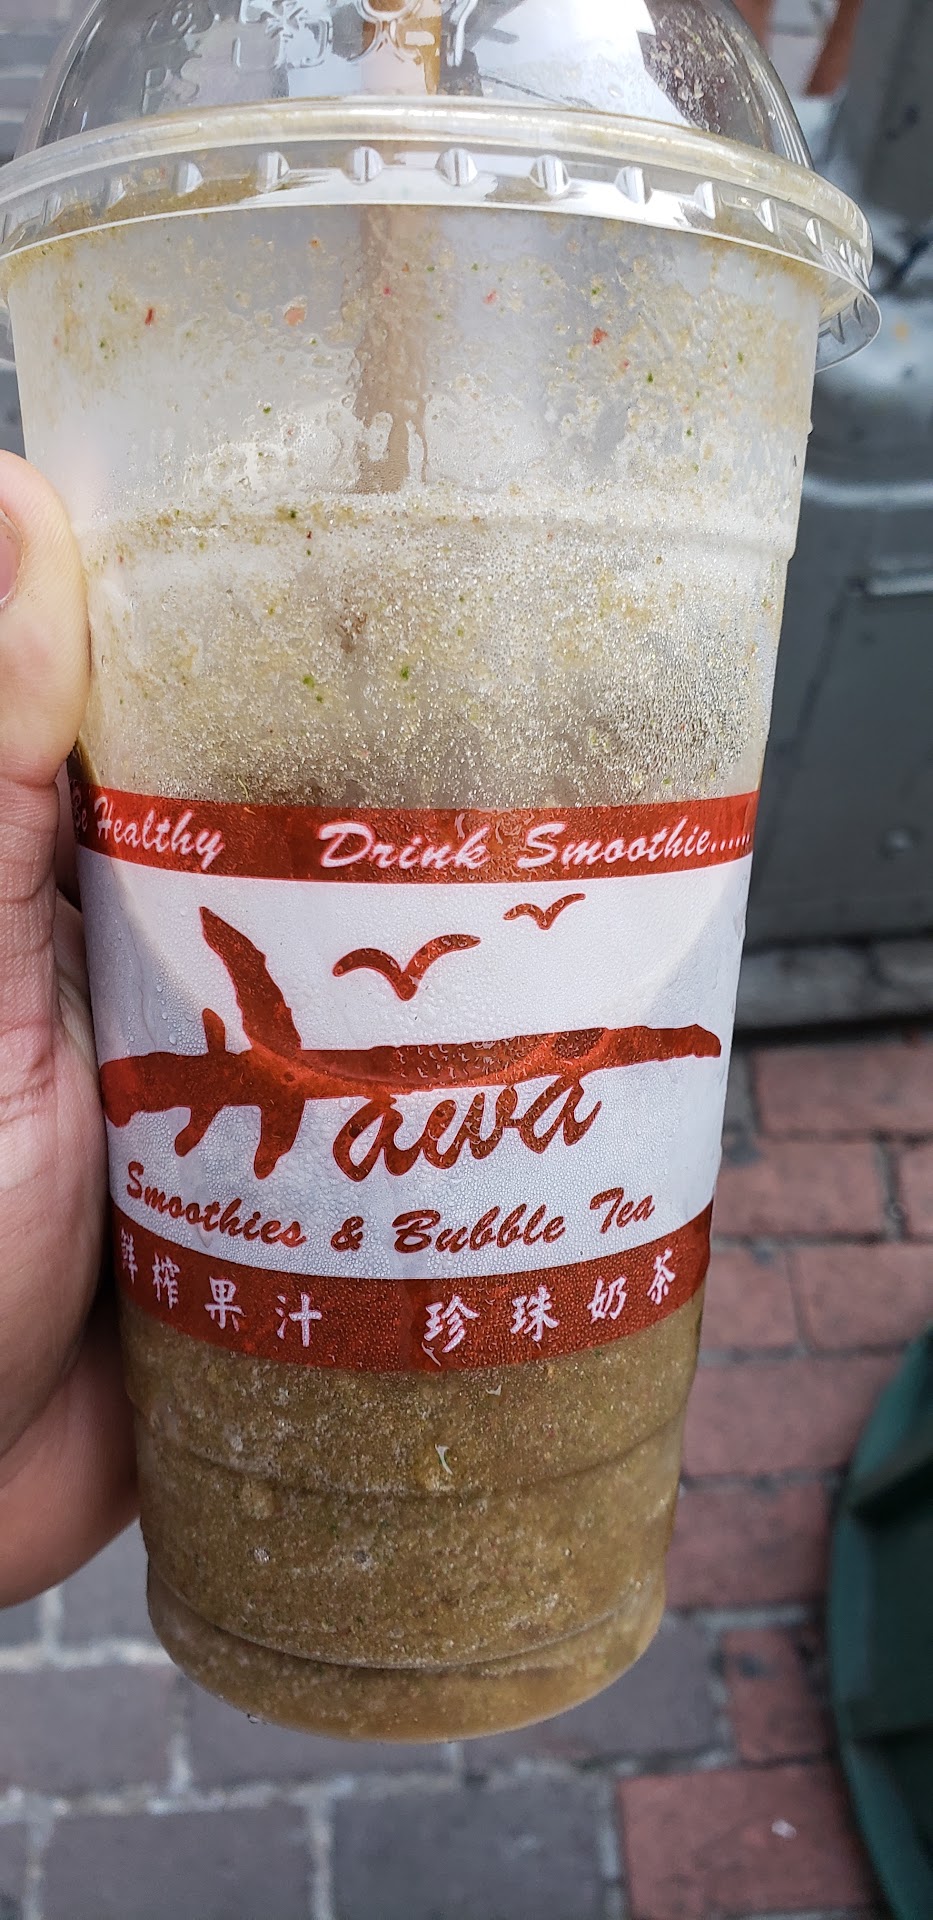 Be Healthy Drink Smoothie......
Hawa
Smoothies & Bubble Tea
鲜榨果汁 珍珠奶茶